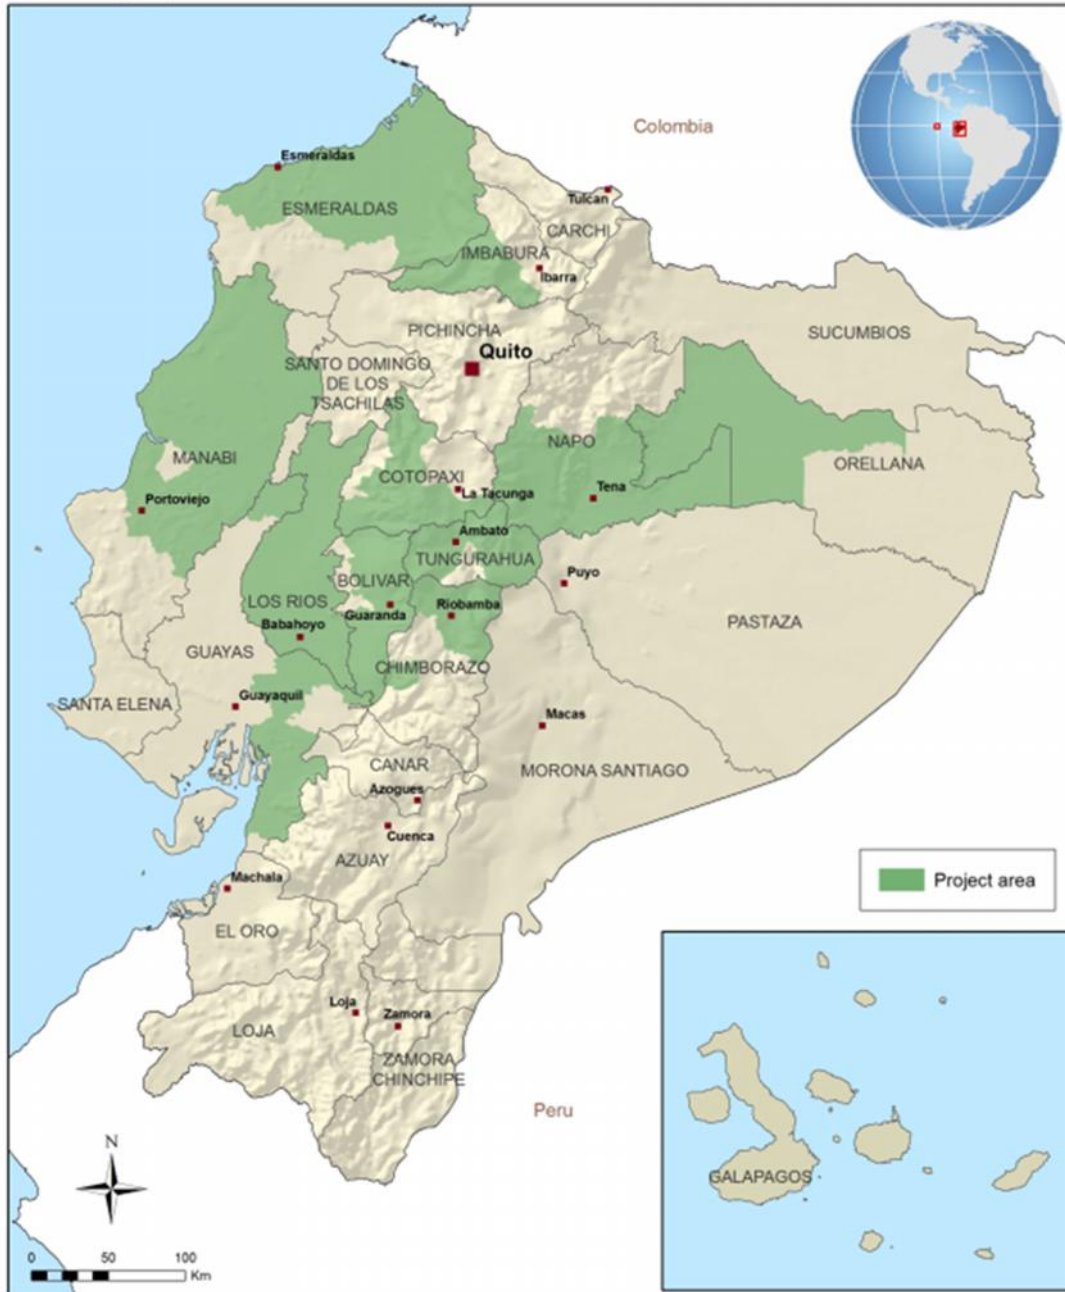 Colombia
Esmeraldas
ESMERALDAS
Tulcan
CARCHI
IMBABURA
Ibarra
SUCUMBIOS
PICHINCHA
Quito
SANTO DOMINGO
DE LOS
TSACHILAS
NAPO
MANABI
COTOPAXI
ORELLANA
La Tacunga
Tena
Portoviejo
Ambato
TUNGURAHUA
Puyo
BOLIVAR
LOS RIOS
Guaranda
Riobamba
PASTAZA
Babahoyo
GUAYAS
CHIMBORAZO
SANTA ELENA
Guayaquil
Macas
CANAR
MORONA SANTIAGO
Azogues
Cuenca
AZUAY
Machala
Project area
EL ORO
Loja
Zamora
LOJA
ZAMORA
CHINCHIPE
Peru
N
GALAPAGOS
0 50 100
Km